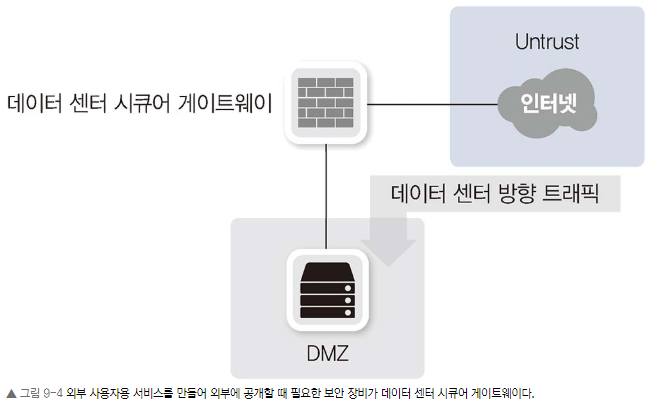 Untrust
인터넷
데이터 센터 시큐어 게이트웨이
데이터 센터 방향 트래픽
DMZ
▲ 그림 9-4 외부 사용자용 서비스를 만들어 외부에 공개할 때 필요한 보안 장비가 데이터 센터 시큐어 게이트웨이다.